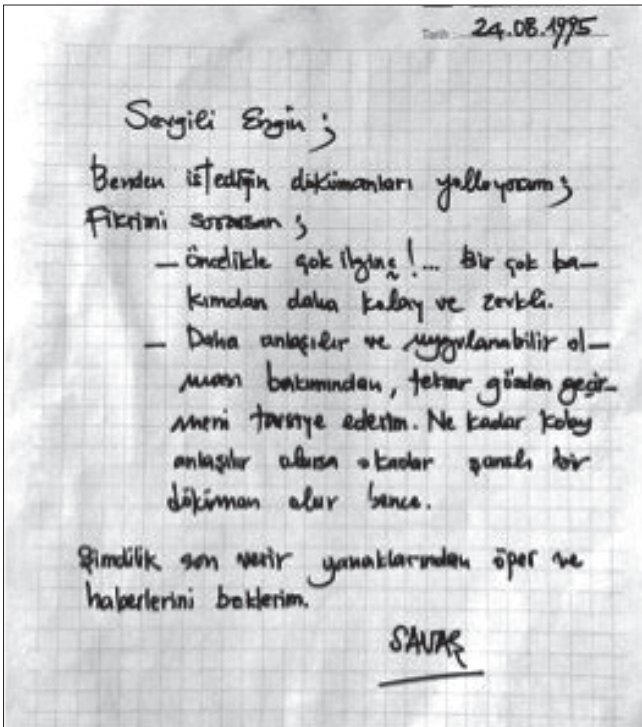 Tarih 24.08.1995
Sevgili Engin ;
Benden istediğin dökümanları yolluyorum ;
Fikrimi sorarsan ;
— Öncelikle çok ilginç !... Bir çok ba—
kımdan daha kolay ve zevkli.
— Daha anlaşılır ve uygulanabilir ol—
ması bakımından, tekrar gözden geçir—
meni tavsiye ederim. Ne kadar kolay
anlaşılır olursa o kadar şanslı bir
döküman olur bence.
Şimdilik son verir yanaklarından öper ve
haberlerini beklerim.
SAVAŞ